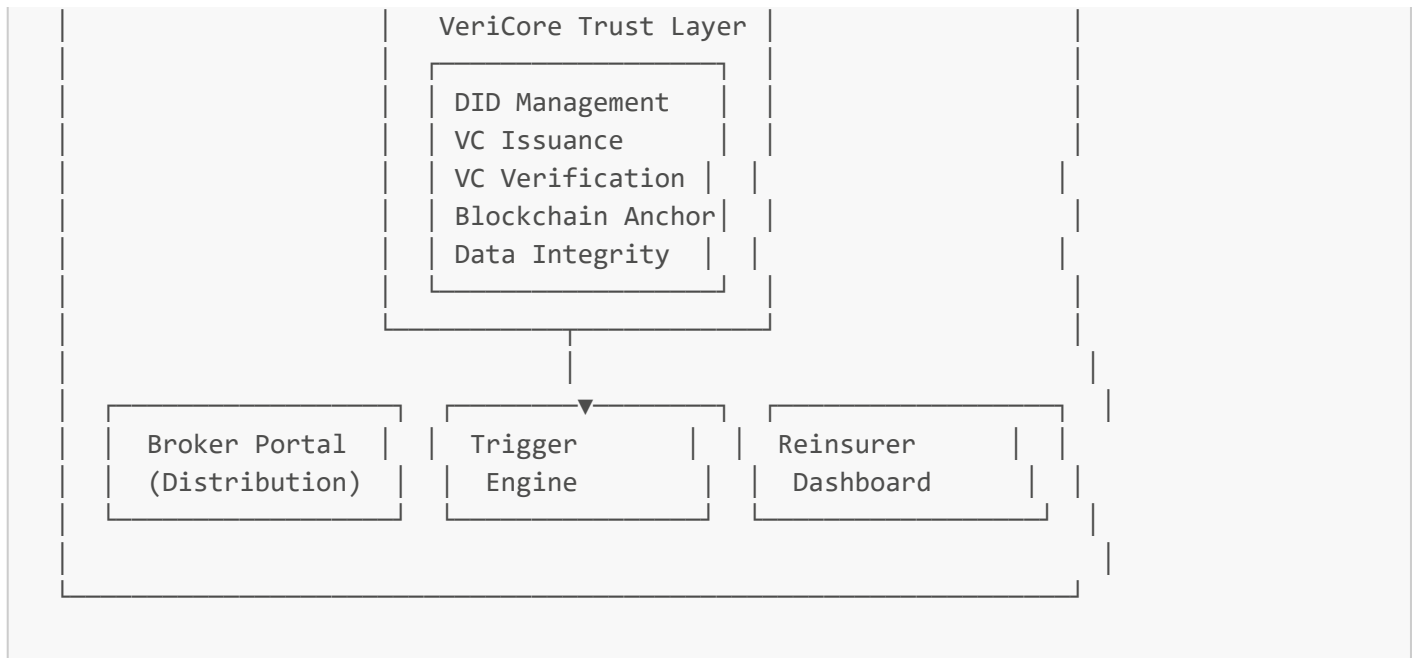 VeriCore Trust Layer
DID Management
VC Issuance
VC Verification
Blockchain Anchor
Data Integrity
Broker Portal Trigger Reinsurer
(Distribution) Engine Dashboard